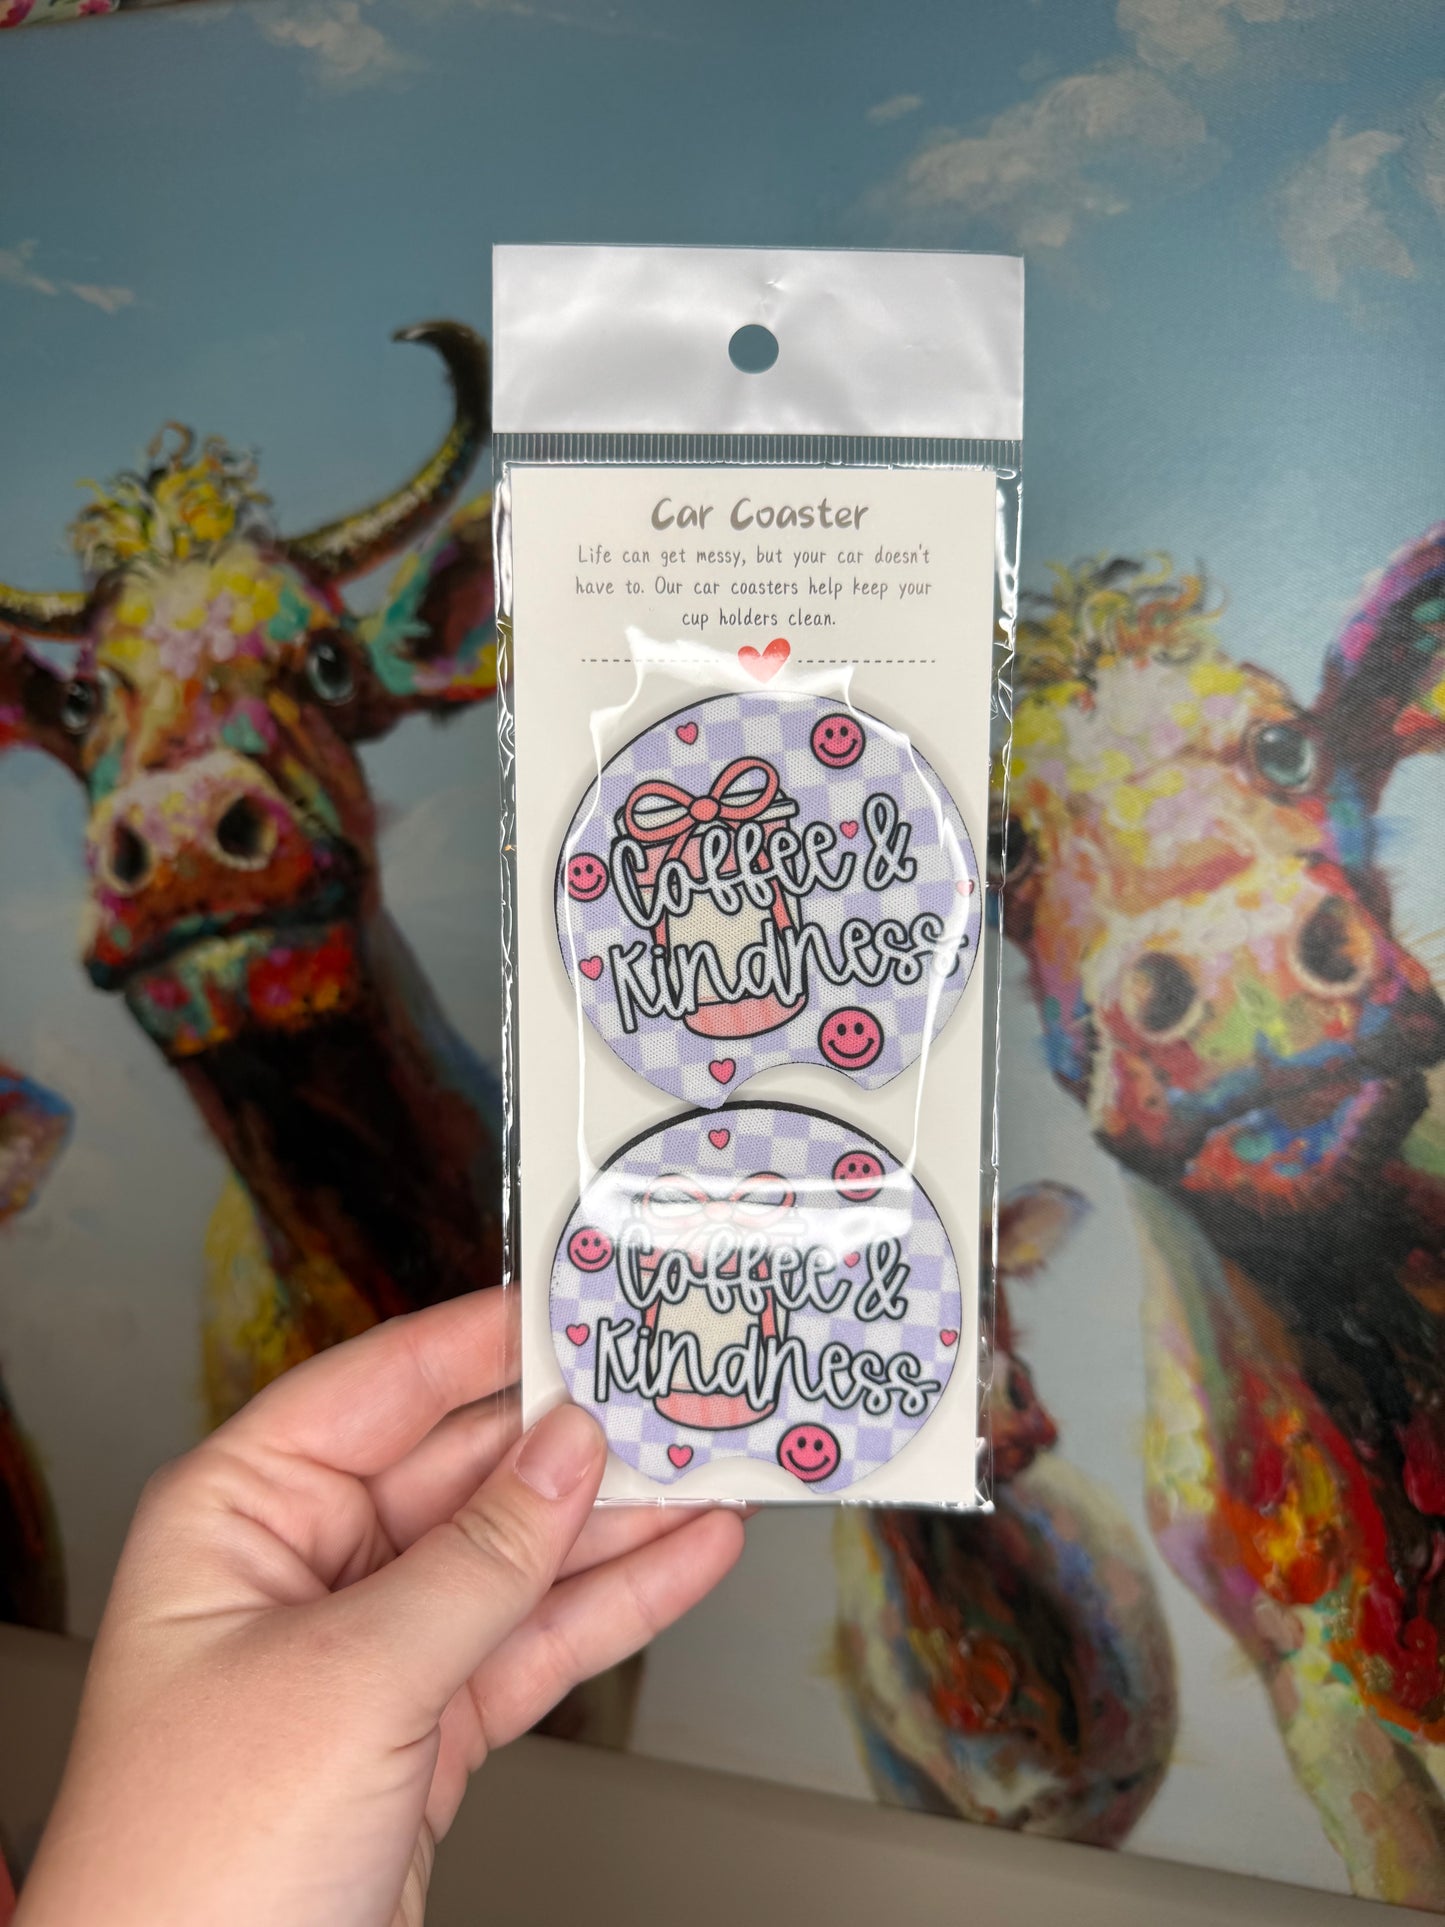 Car Coaster
Life can get messy, but your car doesn't
have to. Our car coasters help keep your
cup holders clean.
Coffee &
Kindness
Coffee &
Kindness